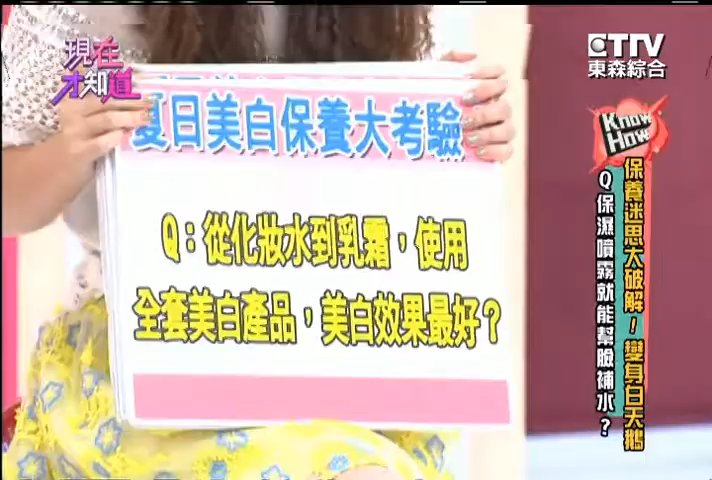 現在
才知道
ETTV
東森綜合
夏日美白保養大考驗
Q：從化妝水到乳霜，使用
全套美白產品，美白效果最好？
Know
How
保養迷思大破解！變身白天鵝
Q保濕噴霧就能幫臉補水？